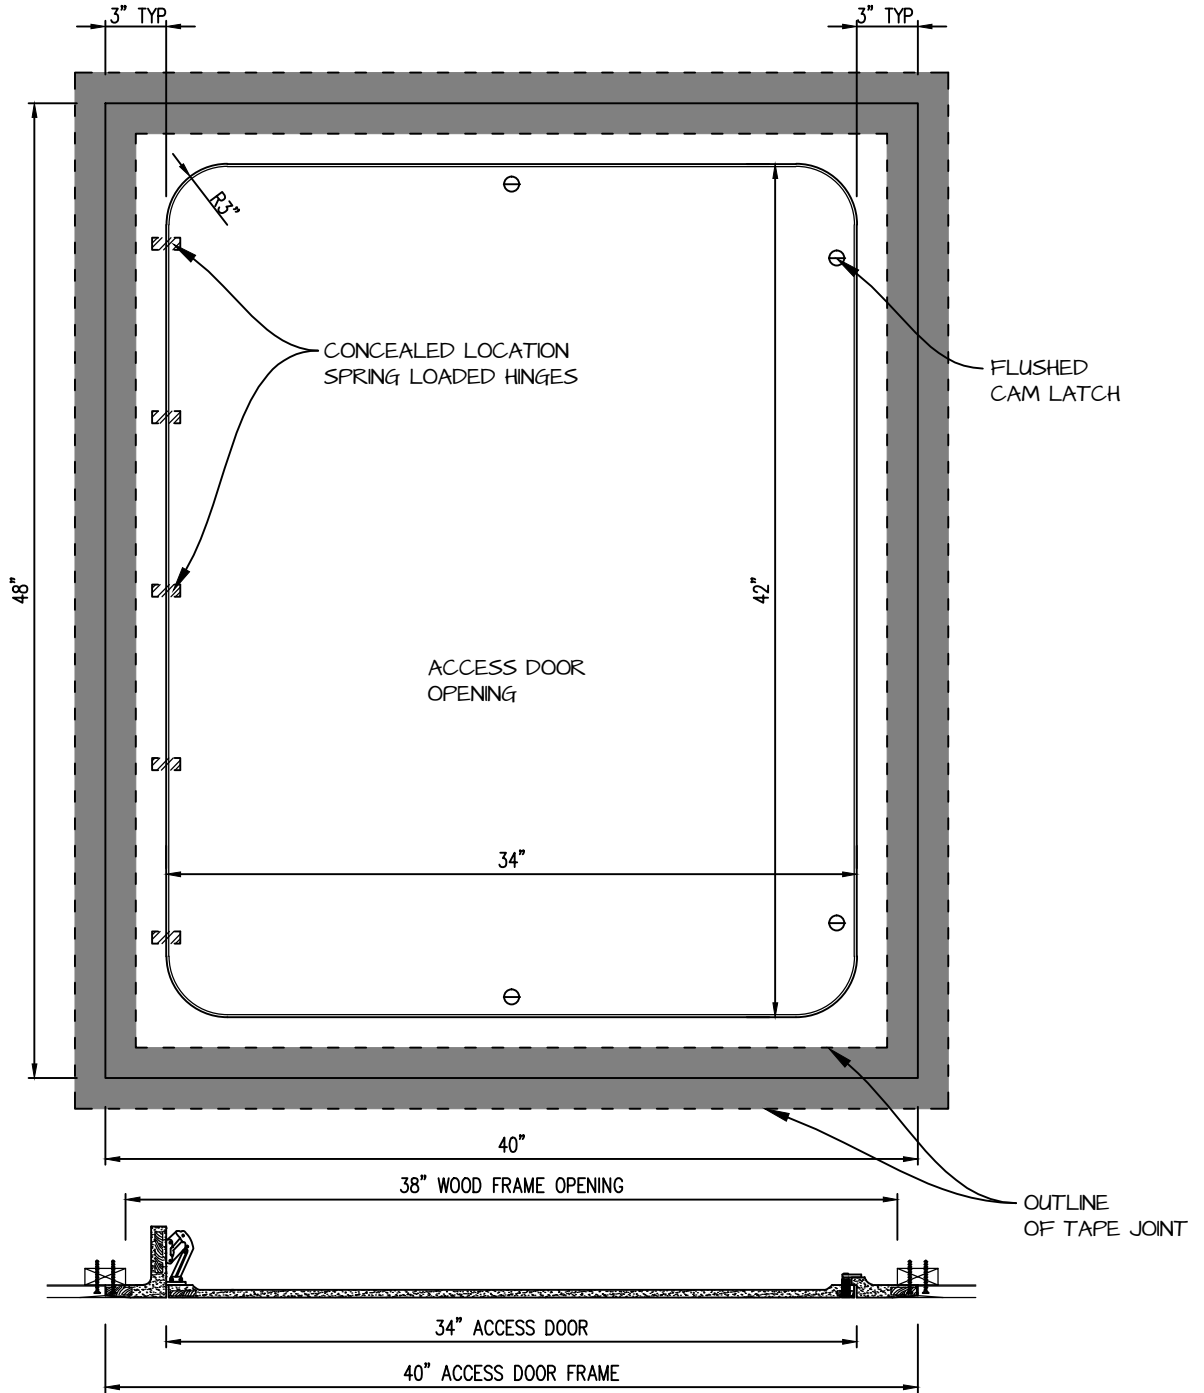 3” TYP
3” TYP
R3”
CONCEALED LOCATION
SPRING LOADED HINGES
FLUSHED
CAM LATCH
48”
42”
ACCESS DOOR
OPENING
34”
40”
38” WOOD FRAME OPENING
OUTLINE
OF TAPE JOINT
34” ACCESS DOOR
40” ACCESS DOOR FRAME